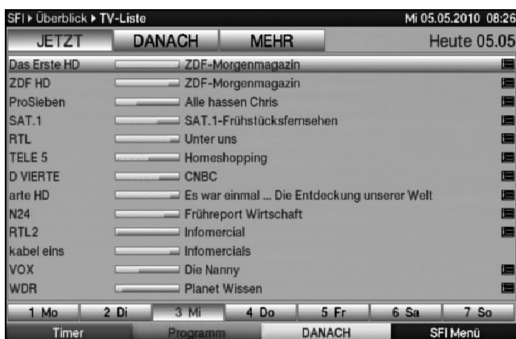 SFI ▸ Überblick ▸ TV-Liste Mi 05.05.2010 08:26
JETZT DANACH MEHR Heute 05.05
Das Erste HD ZDF-Morgenmagazin
ZDF HD ZDF-Morgenmagazin
ProSieben Alle hassen Chris
SAT.1 SAT.1-Frühstücksfernsehen
RTL Unter uns
TELE 5 Homeshopping
D VIERTE CNBC
arte HD Es war einmal ... Die Entdeckung unserer Welt
N24 Frühreport Wirtschaft
RTL2 Infomercial
kabel eins Infomercials
VOX Die Nanny
WDR Planet Wissen
1 Mo 2 Di 3 Mi 4 Do 5 Fr 6 Sa 7 So
Timer Programm DANACH SFI Menü